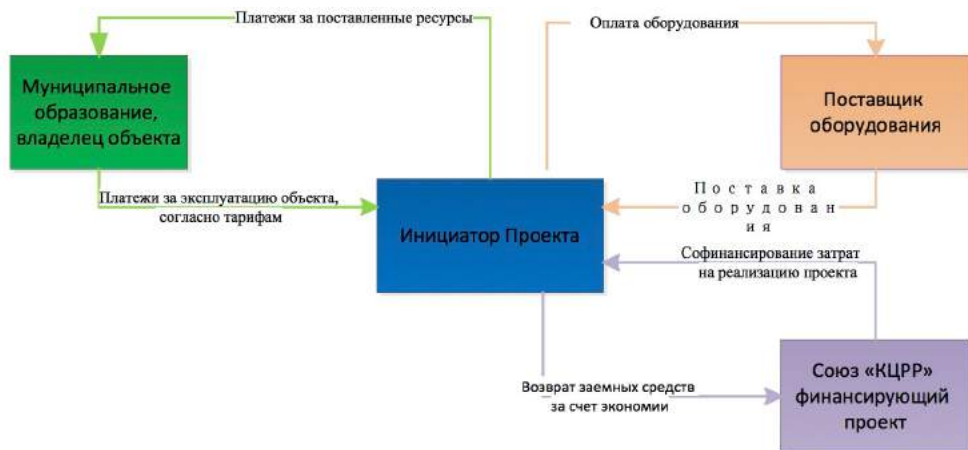 Платежи за поставленные ресурсы
Оплата оборудования
Муниципальное
образование,
владелец объекта
Поставщик
оборудования
Платежи за эксплуатацию объекта,
согласно тарифам
Инициатор Проекта
Поставка
оборудован
ия
Софинансирование затрат
на реализацию проекта
Возврат заемных средств
за счет экономии
Союз «КЦРР»
финансирующий
проект